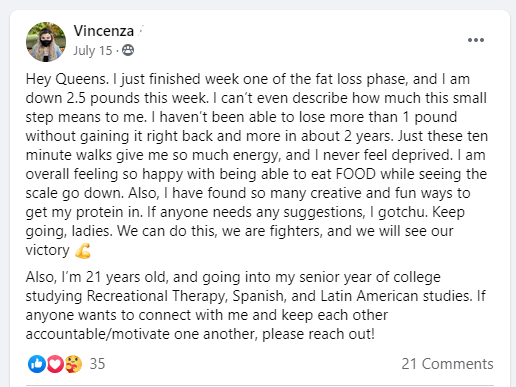 Vincenza
July 15 ·
Hey Queens. I just finished week one of the fat loss phase, and I am
down 2.5 pounds this week. I can't even describe how much this small
step means to me. I haven't been able to lose more than 1 pound
without gaining it right back and more in about 2 years. Just these ten
minute walks give me so much energy, and I never feel deprived. I am
overall feeling so happy with being able to eat FOOD while seeing the
scale go down. Also, I have found so many creative and fun ways to
get my protein in. If anyone needs any suggestions, I gotchu. Keep
going, ladies. We can do this, we are fighters, and we will see our
victory 💪
Also, I'm 21 years old, and going into my senior year of college
studying Recreational Therapy, Spanish, and Latin American studies. If
anyone wants to connect with me and keep each other
accountable/motivate one another, please reach out!
35
21 Comments